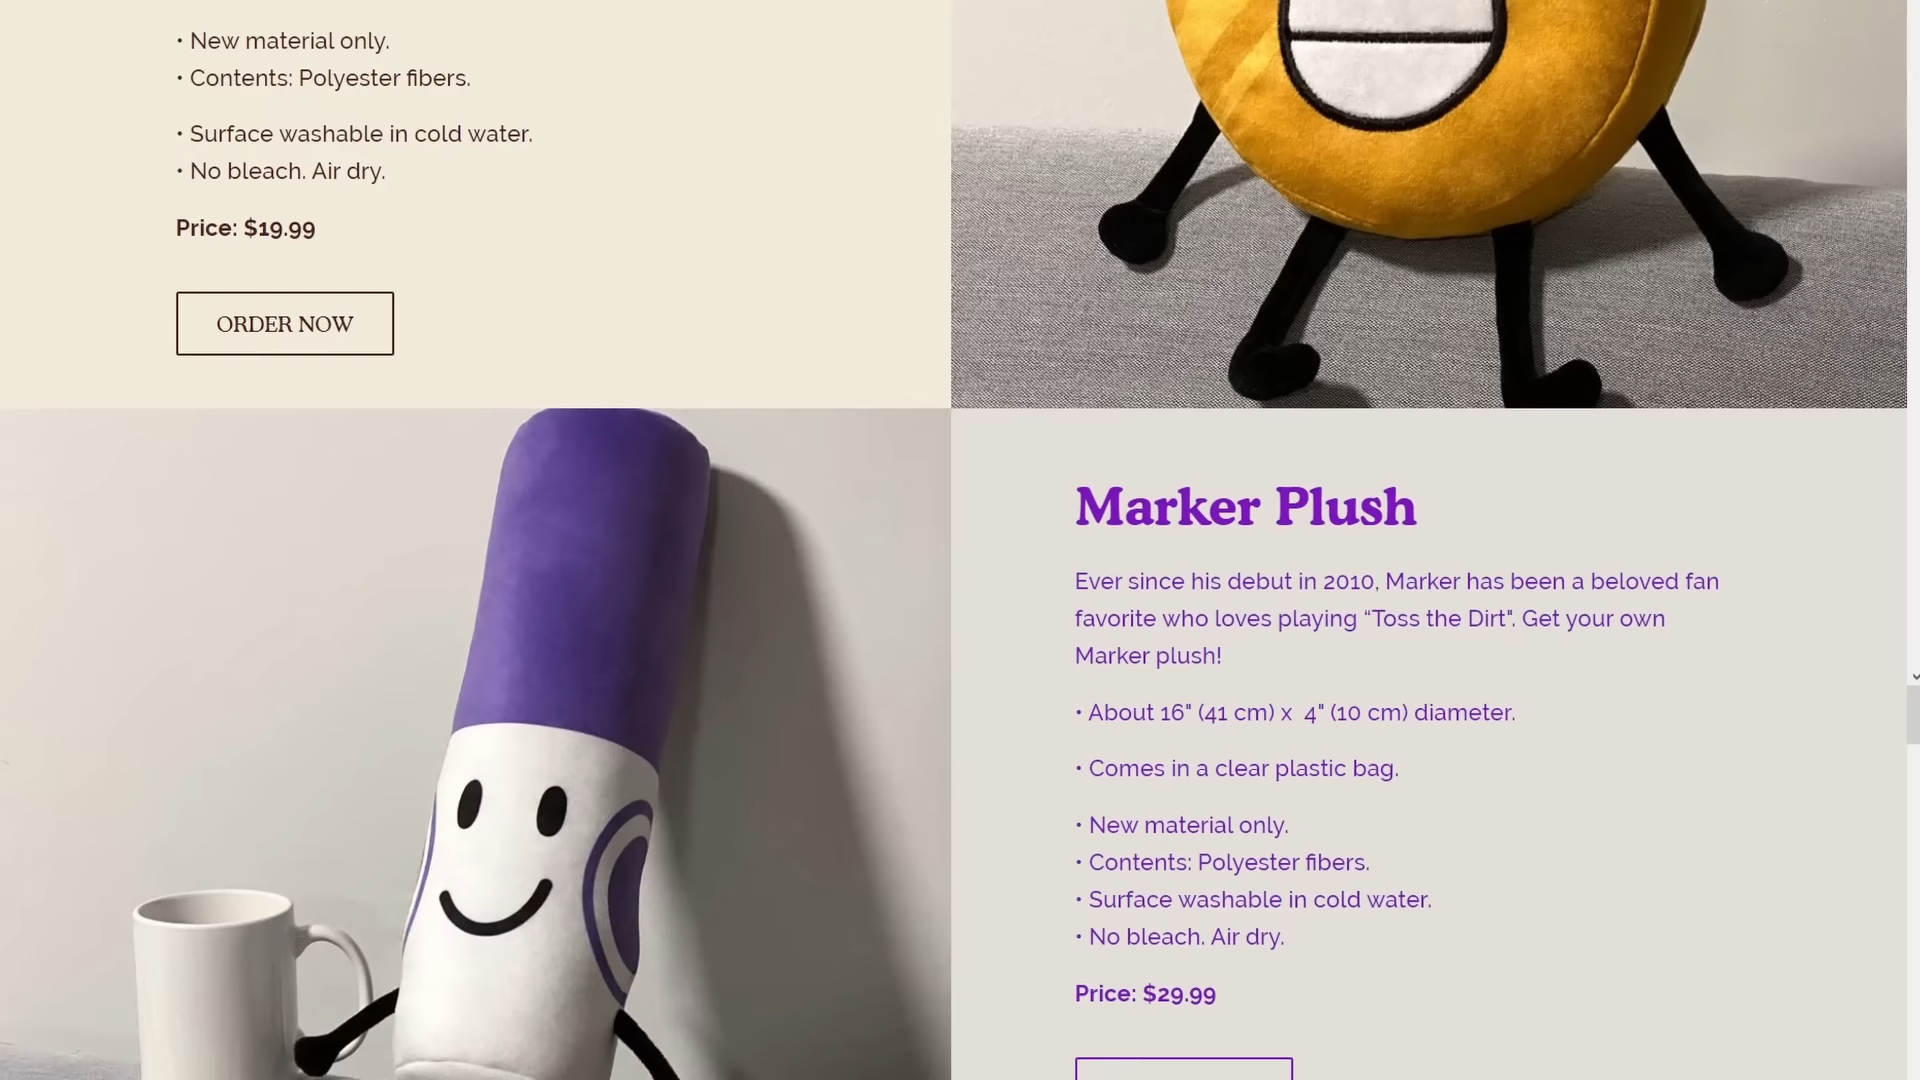 • New material only.
• Contents: Polyester fibers.
• Surface washable in cold water.
• No bleach. Air dry.
Price: $19.99
ORDER NOW
Marker Plush
Ever since his debut in 2010, Marker has been a beloved fan
favorite who loves playing “Toss the Dirt". Get your own
Marker plush!
• About 16" (41 cm) x  4" (10 cm) diameter.
• Comes in a clear plastic bag.
• New material only.
• Contents: Polyester fibers.
• Surface washable in cold water.
• No bleach. Air dry.
Price: $29.99